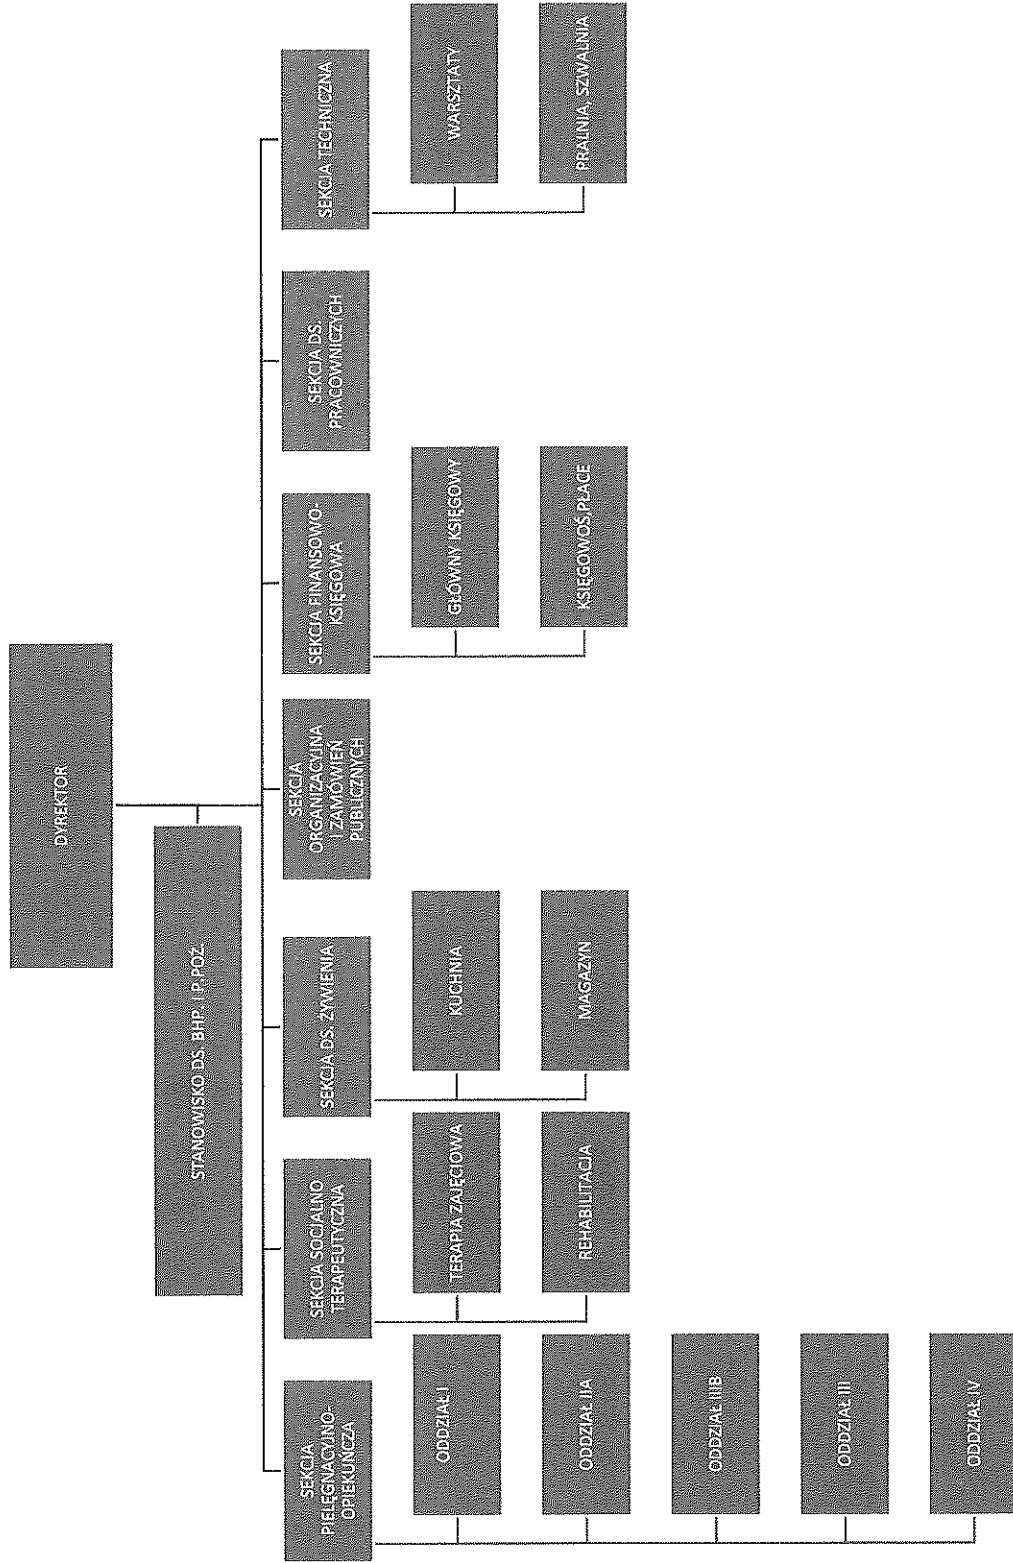 DYREKTOR
STANOWISKO DS. BHP. I P.POŻ.
SEKCJA
PIELĘGNACYJNO-
OPIEKUŃCZA
ODDZIAŁ I
ODDZIAŁ IIA
ODDZIAŁ IIB
ODDZIAŁ III
ODDZIAŁ IV
SEKCJA SOCJALNO
TERAPEUTYCZNA
TERAPIA ZAJĘCIOWA
REHABILITACJA
SEKCJA DS. ŻYWIENIA
KUCHNIA
MAGAZYN
SEKCJA
ORGANIZACYJNA
I ZAMÓWIEŃ
PUBLICZNYCH
SEKCJA FINANSOWO-
KSIĘGOWA
GŁÓWNY KSIĘGOWY
KSIĘGOWOŚ,PŁACE
SEKCJA DS.
PRACOWNICZYCH
SEKCJA TECHNICZNA
WARSZTATY
PRALNIA, SZWALNIA